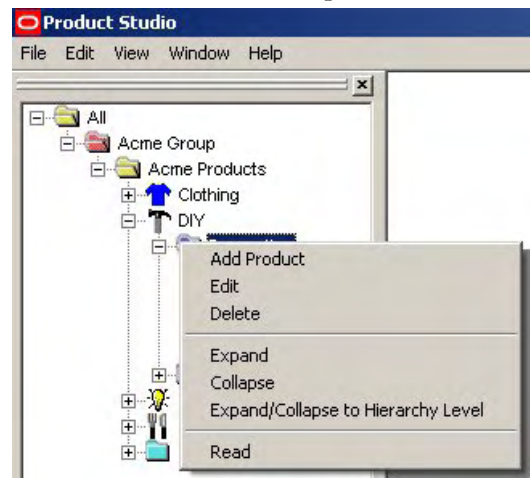 Product Studio
File Edit View Window Help
All
Acme Group
Acme Products
Clothing
DIY
Add Product
Edit
Delete
Expand
Collapse
Expand/Collapse to Hierarchy Level
Read